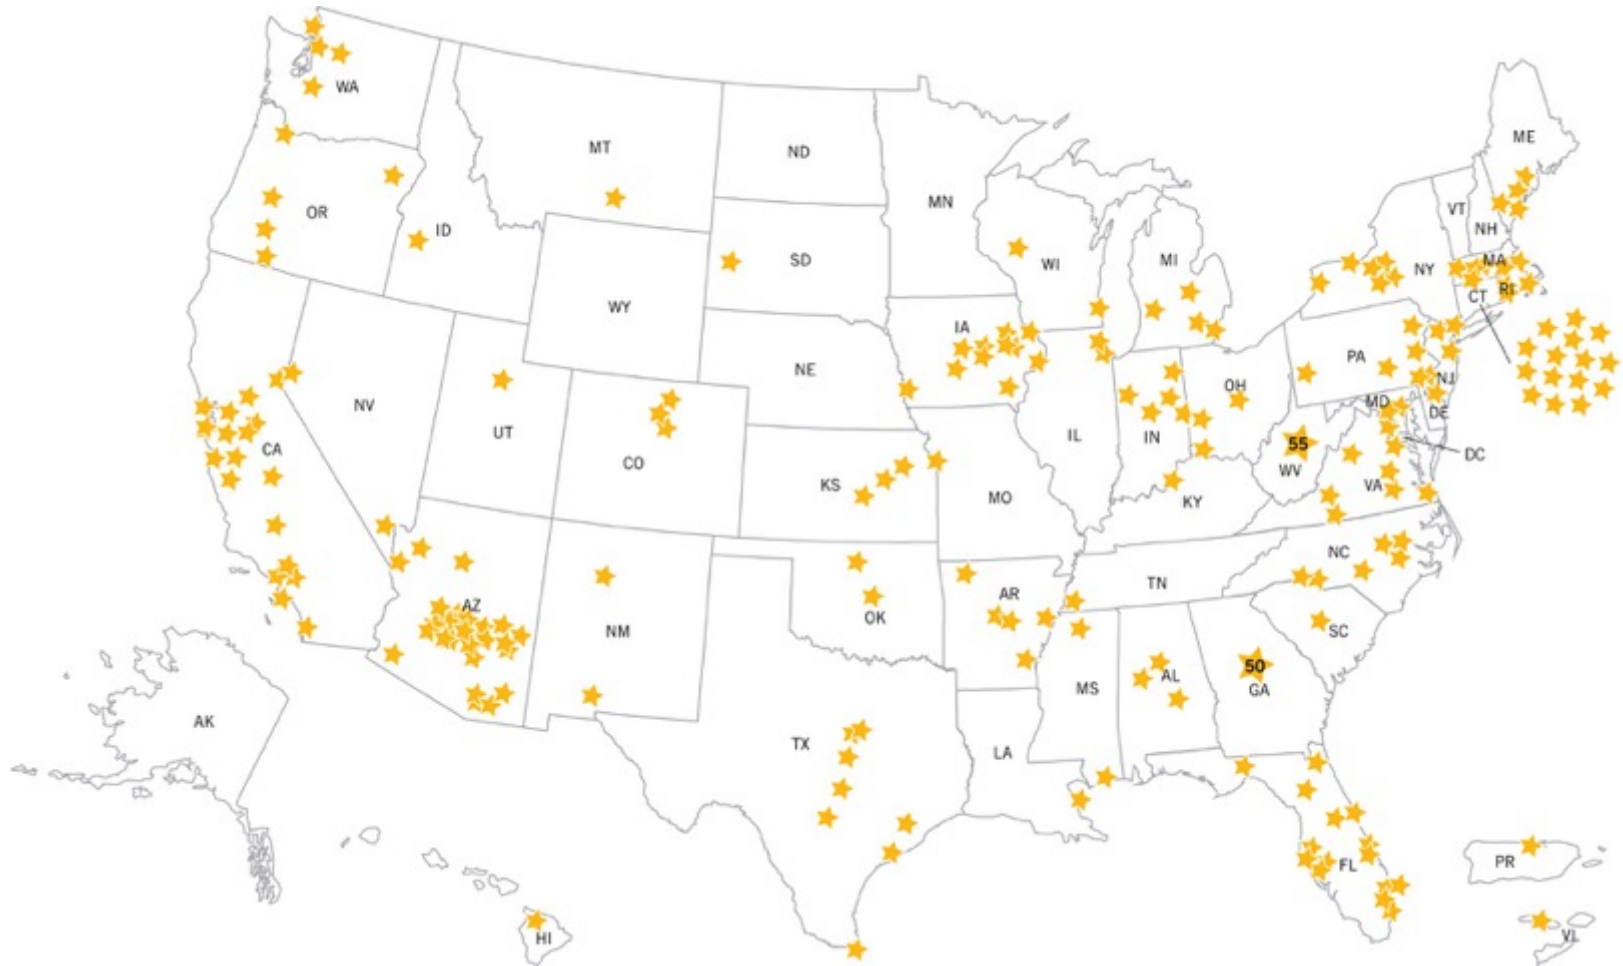 WA
MT
ND
ME
MN
VT
OR
ID
NH
SD
WI
MI
MA
NY
RI
CT
WY
IA
PA
NE
OH
NJ
NV
MD
DE
UT
CO
CA
IL
IN
55
WV
DC
KS
MO
KY
VA
NC
TN
AZ
AR
OK
NM
SC
50
MS
AL
GA
AK
TX
LA
FL
PR
HI
VI